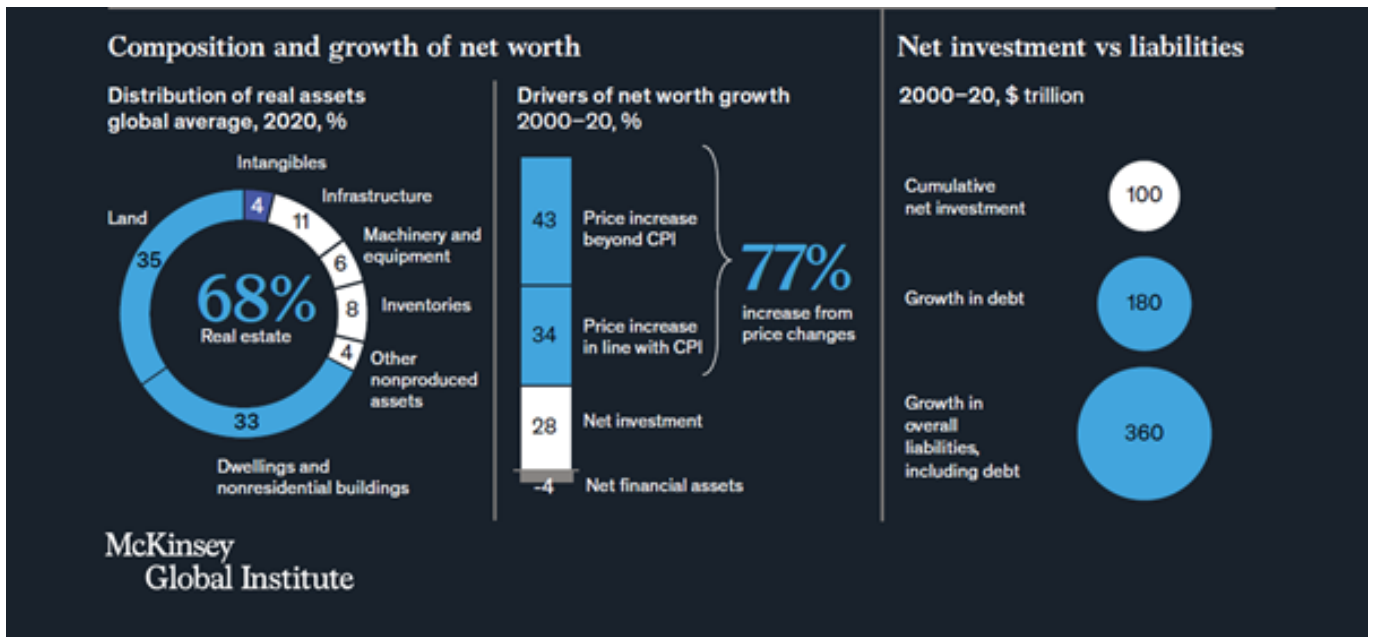 Composition and growth of net worth
Distribution of real assets
global average, 2020, %
Intangibles
4
Infrastructure
11
Machinery and
equipment
6
Inventories
8
Other
nonproduced
assets
4
Land
35
68%
Real estate
33
Dwellings and
nonresidential buildings
Drivers of net worth growth
2000–20, %
43
Price increase
beyond CPI
34
Price increase
in line with CPI
77%
increase from
price changes
28
Net investment
-4
Net financial assets
Net investment vs liabilities
2000–20, $ trillion
Cumulative
net investment
100
Growth in debt
180
Growth in
overall
liabilities,
including debt
360
McKinsey
Global Institute